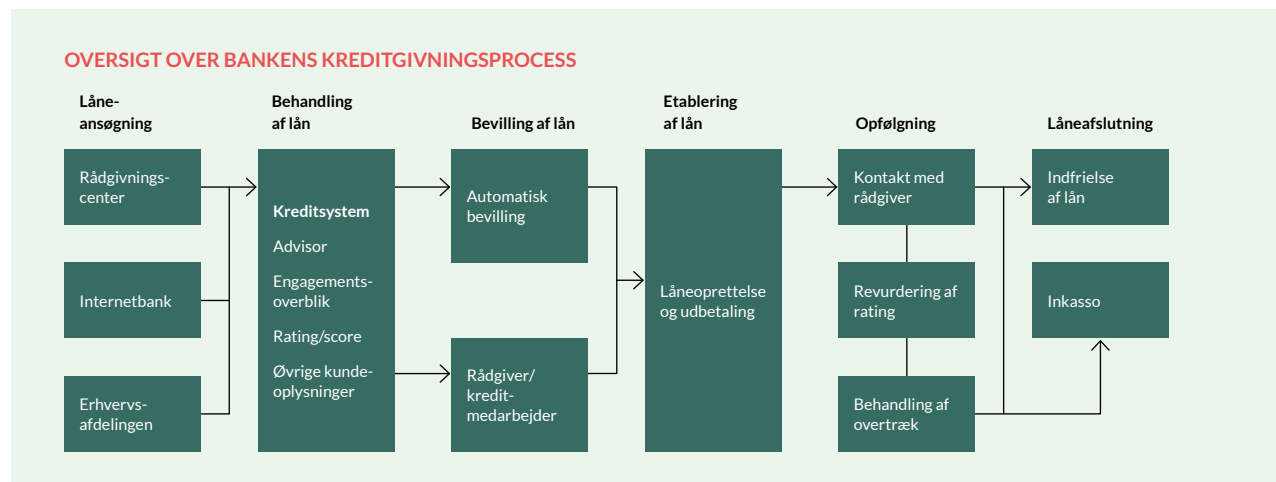 OVERSIGT OVER BANKENS KREDITGIVNINGSPROCESS
Låne-
ansøgning
Rådgivnings-
center
Internetbank
Erhvervs-
afdelingen
Behandling
af lån
Kreditsystem
Advisor
Engagements-
overblik
Rating/score
Øvrige kunde-
oplysninger
Bevilling af lån
Automatisk
bevilling
Rådgiver/
kredit-
medarbejder
Etablering
af lån
Låneoprettelse
og udbetaling
Opfølgning
Kontakt med
rådgiver
Revurdering af
rating
Behandling af
overtræk
Låneafslutning
Indfrielse
af lån
Inkasso